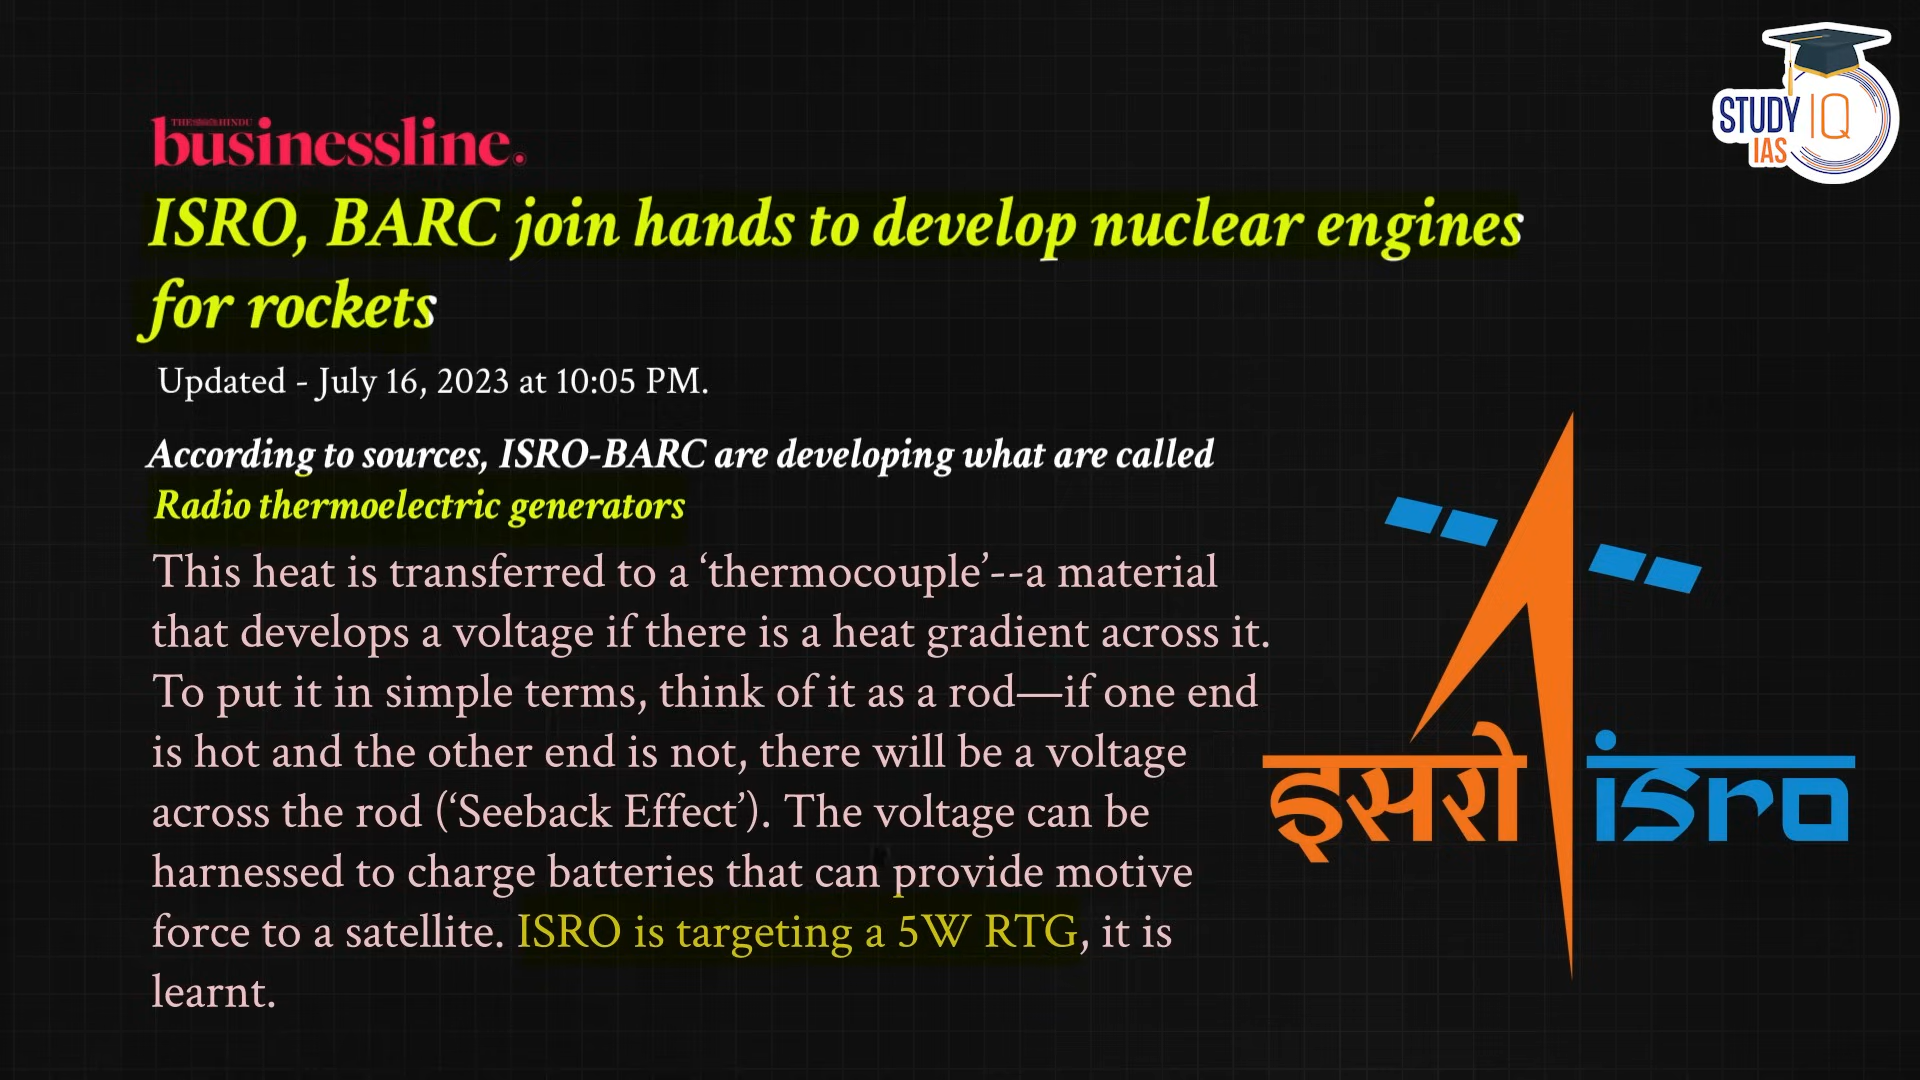 STUDY IQ
IAS
THE HINDU
businessline.
ISRO, BARC join hands to develop nuclear engines
for rockets
Updated - July 16, 2023 at 10:05 PM.
According to sources, ISRO-BARC are developing what are called
Radio thermoelectric generators
This heat is transferred to a ‘thermocouple’--a material
that develops a voltage if there is a heat gradient across it.
To put it in simple terms, think of it as a rod—if one end
is hot and the other end is not, there will be a voltage
across the rod (‘Seeback Effect’). The voltage can be
harnessed to charge batteries that can provide motive
force to a satellite. ISRO is targeting a 5W RTG, it is
learnt.
इसरो isro